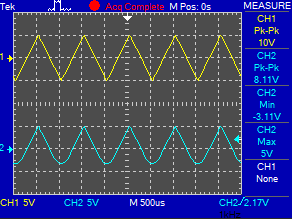 Tek Acq Complete M Pos: 0s MEASURE
CH1
Pk-Pk
10V
CH2
Pk-Pk
8.11V
CH2
Min
-3.11V
CH2
Max
5V
CH1
None
1
2
CH1 5V CH2 5V M 500us CH2/2.17V